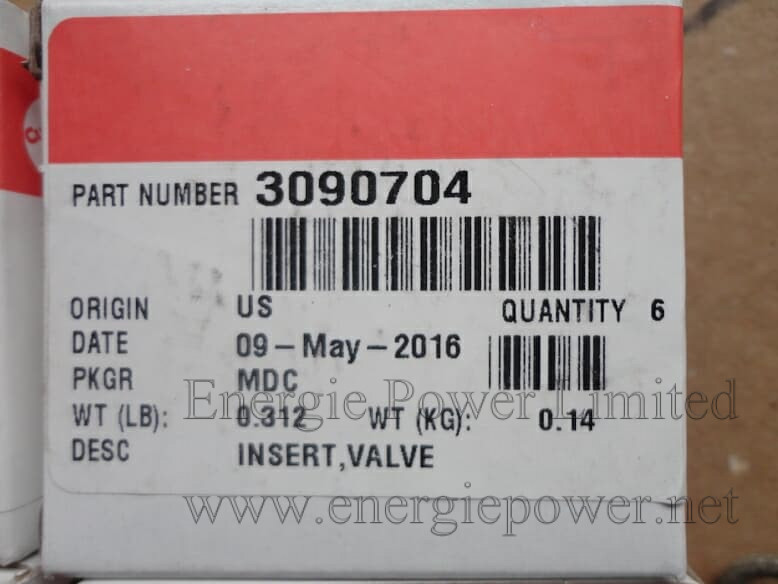 PART NUMBER 3090704
ORIGIN US QUANTITY 6
DATE 09-May-2016
PKGR MDC
Energie Power Limited
WT (LB): 0.312 WT (KG): 0.14
DESC INSERT,VALVE
www.energiepower.net